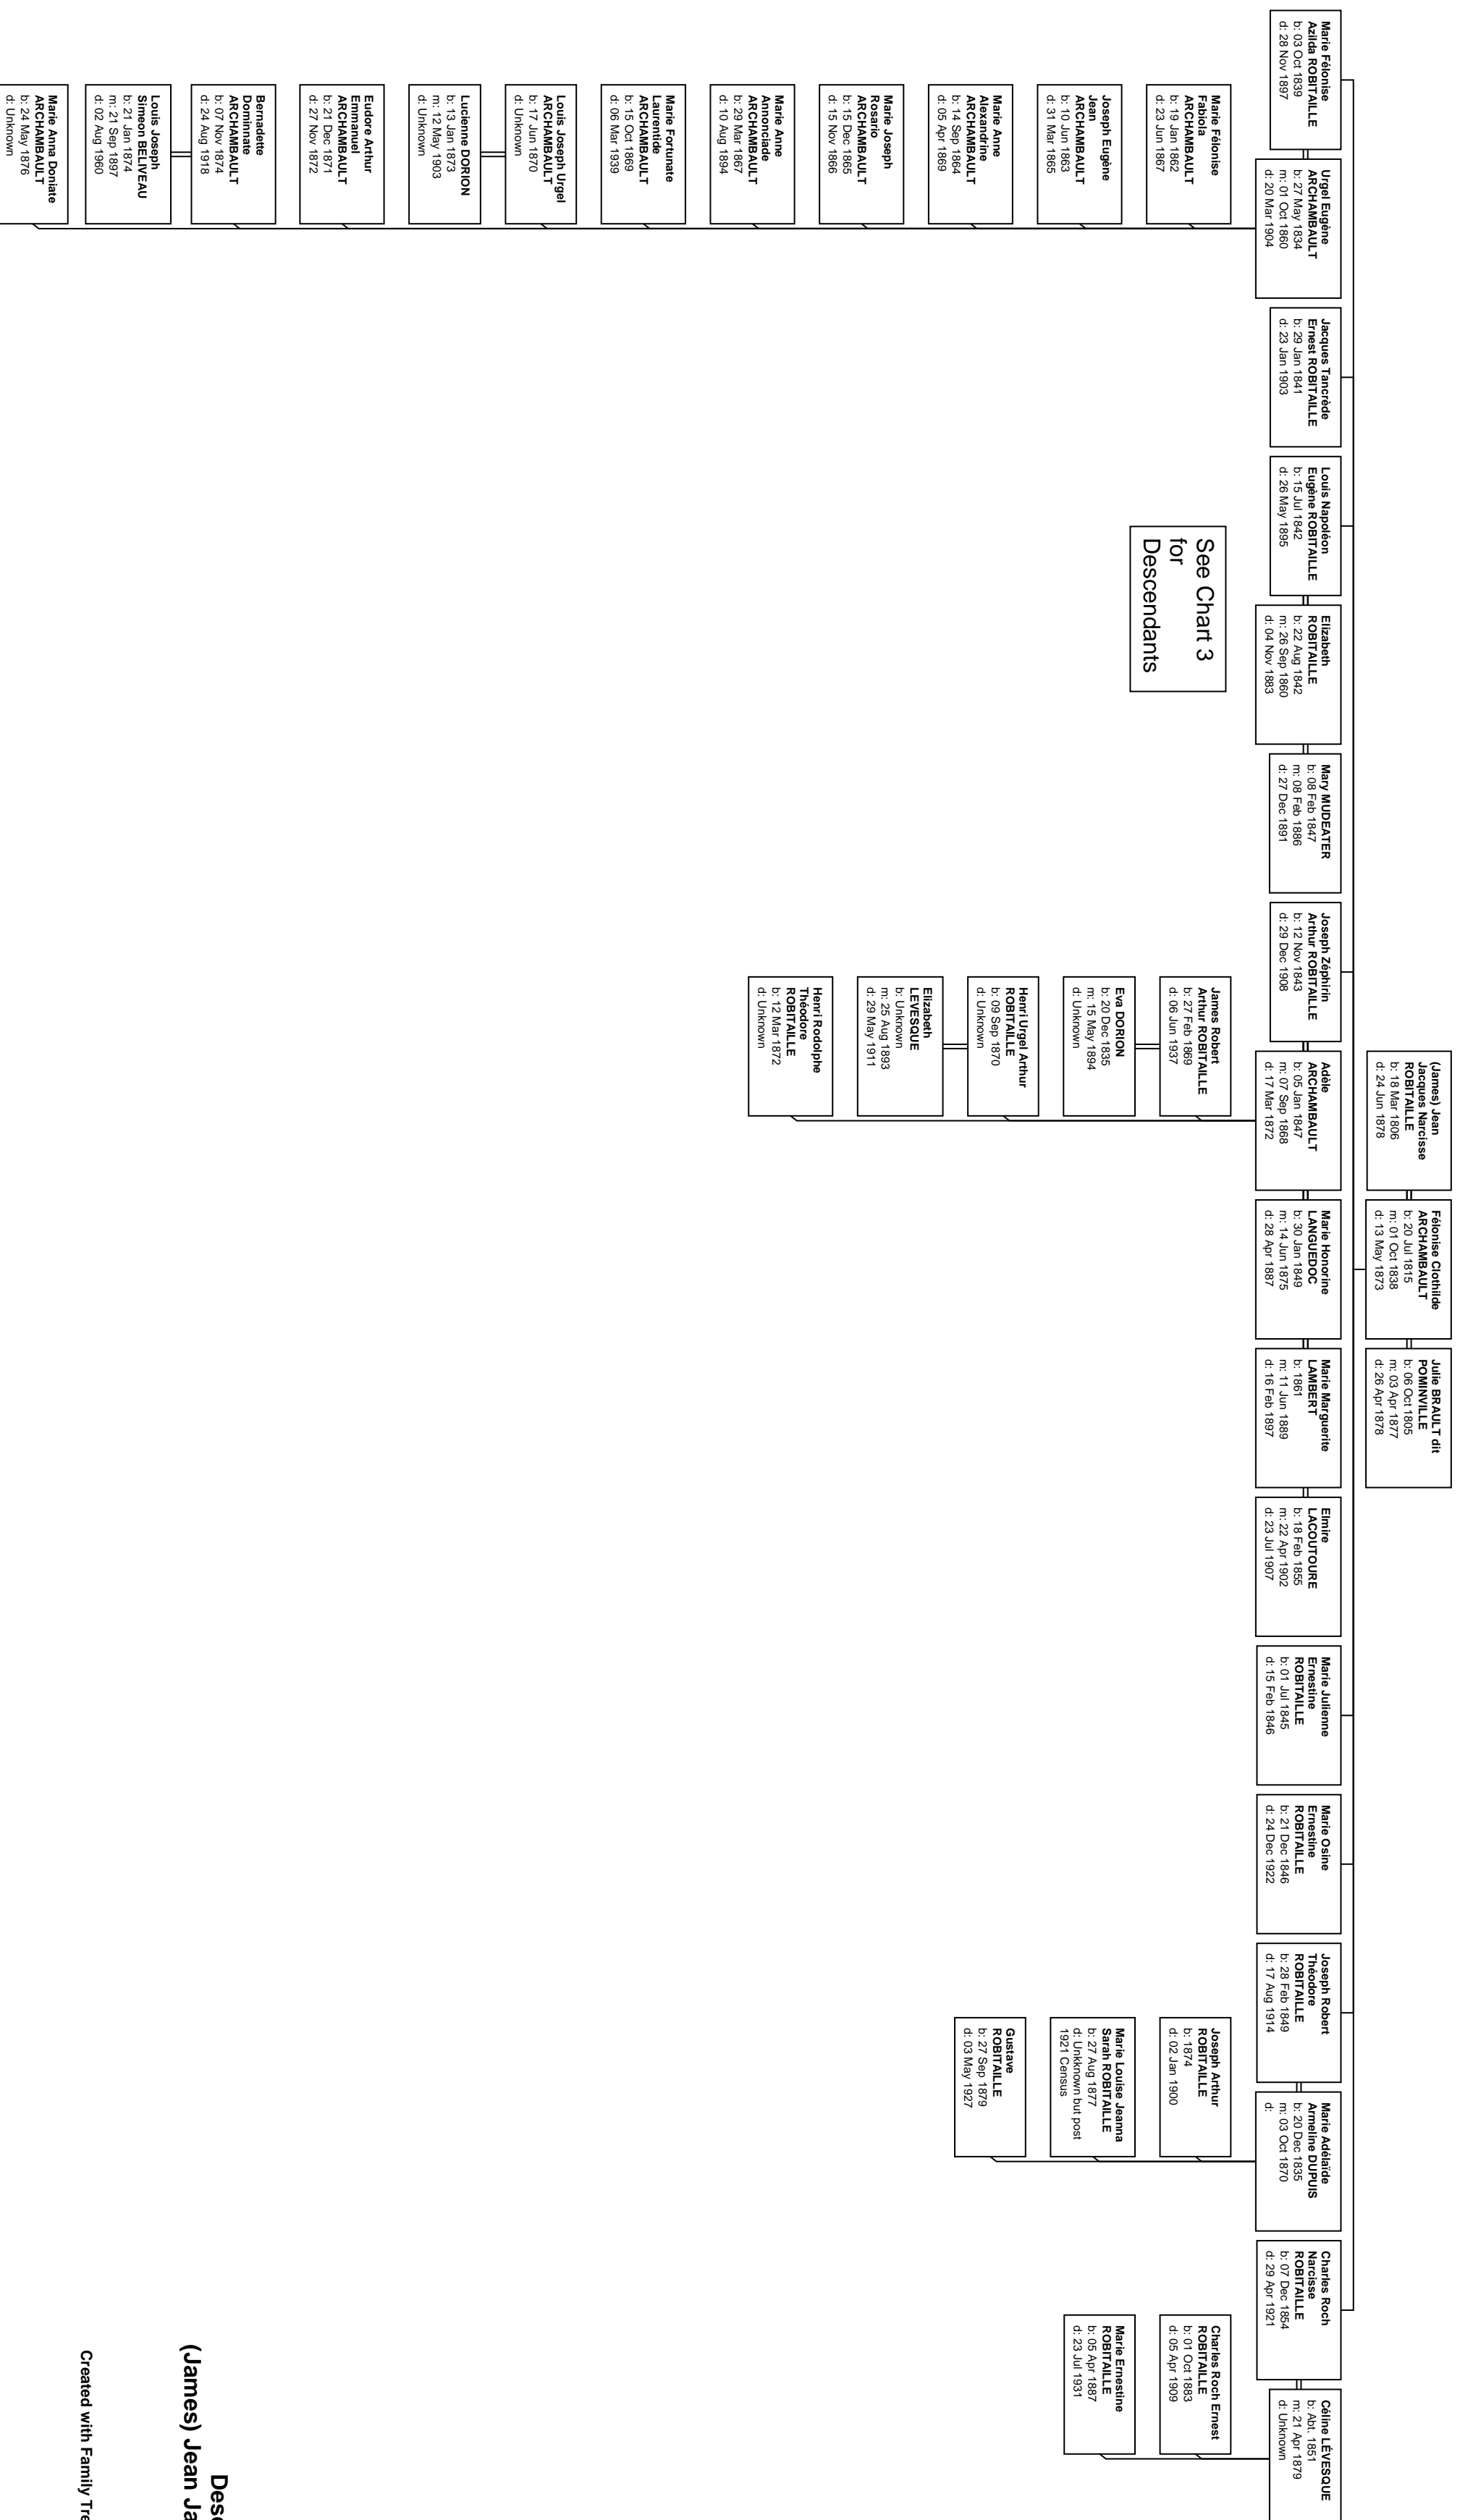 (James) Jean
Jacques Narcisse
ROBITAILLE
b: 18 Mar 1806
d: 24 Jun 1878
Félonise Clothilde
ARCHAMBAULT
b: 20 Jul 1815
m: 01 Oct 1838
d: 13 May 1873
Julie BRAULT dit
POMINVILLE
b: 06 Oct 1805
m: 03 Apr 1877
d: 26 Apr 1878
Marie Félonise
Azilda ROBITAILLE
b: 03 Oct 1839
d: 28 Nov 1897
Urgel Eugène
ARCHAMBAULT
b: 27 May 1834
m: 01 Oct 1860
d: 20 Mar 1904
Jacques Tancrède
Ernest ROBITAILLE
b: 29 Jan 1841
d: 23 Jan 1903
Louis Napoléon
Eugène ROBITAILLE
b: 15 Jul 1842
d: 26 May 1895
Elizabeth
ROBITAILLE
b: 22 Aug 1842
m: 26 Sep 1860
d: 04 Nov 1883
Mary MUDEATER
b: 08 Feb 1847
m: 08 Feb 1886
d: 27 Dec 1891
Joseph Zéphirin
Arthur ROBITAILLE
b: 12 Nov 1843
d: 29 Dec 1908
Adèle
ARCHAMBAULT
b: 05 Jan 1847
m: 07 Sep 1868
d: 17 Mar 1872
Marie Honorine
LANGUEDOC
b: 30 Jan 1849
m: 14 Jun 1875
d: 28 Apr 1887
Marie Marguerite
LAMBERT
b: 1861
m: 11 Jun 1889
d: 16 Feb 1897
Elmire
LACOUTOURE
b: 18 Feb 1855
m: 22 Apr 1902
d: 23 Jul 1907
Marie Julienne
Ernestine
ROBITAILLE
b: 01 Jul 1845
d: 15 Feb 1846
Marie Osine
Ernestine
ROBITAILLE
b: 21 Dec 1846
d: 24 Dec 1922
Joseph Robert
Théodore
ROBITAILLE
b: 28 Feb 1849
d: 17 Aug 1914
Marie Adélaïde
Armeline DUPUIS
b: 20 Dec 1835
m: 03 Oct 1870
d:
Charles Roch
Narcisse
ROBITAILLE
b: 07 Dec 1854
d: 29 Apr 1921
Céline LÉVESQUE
b: Abt. 1851
m: 21 Apr 1879
d: Unknown
Marie Félonise
Fabiola
ARCHAMBAULT
b: 19 Jan 1862
d: 23 Jun 1867
Joseph Eugène
Jean
ARCHAMBAULT
b: 10 Jun 1863
d: 31 Mar 1865
Marie Anne
Alexandrine
ARCHAMBAULT
b: 14 Sep 1864
d: 05 Apr 1869
Marie Joseph
Rosario
ARCHAMBAULT
b: 15 Dec 1865
d: 15 Nov 1866
Marie Anne
Annonciade
ARCHAMBAULT
b: 29 Mar 1867
d: 10 Aug 1894
Marie Fortunate
Laurentide
ARCHAMBAULT
b: 15 Oct 1869
d: 06 Mar 1939
Louis Joseph Urgel
ARCHAMBAULT
b: 17 Jun 1870
d: Unknown
Lucienne DORION
b: 13 Jan 1873
m: 12 May 1903
d: Unknown
Eudore Arthur
Emmanuel
ARCHAMBAULT
b: 21 Dec 1871
d: 27 Nov 1872
Bernadette
Dominnate
ARCHAMBAULT
b: 07 Nov 1874
d: 24 Aug 1918
Louis Joseph
Simeon BELIVEAU
b: 21 Jan 1874
m: 21 Sep 1897
d: 02 Aug 1960
Marie Anna Doniate
ARCHAMBAULT
b: 24 May 1876
d: Unknown
See Chart 3
for
Descendants
James Robert
Arthur ROBITAILLE
b: 27 Feb 1869
d: 06 Jun 1937
Eva DORION
b: 20 Dec 1835
m: 15 May 1894
d: Unknown
Henri Urgel Arthur
ROBITAILLE
b: 09 Sep 1870
d: Unknown
Elizabeth
LEVESQUE
b: Unknown
m: 25 Aug 1893
d: 29 May 1911
Henri Rodolphe
Théodore
ROBITAILLE
b: 12 Mar 1872
d: Unknown
Joseph Arthur
ROBITAILLE
b: 1874
d: 02 Jan 1900
Marie Louise Jeanna
Sarah ROBITAILLE
b: 27 Aug 1877
d: Unkknown but post
1921 Census
Gustave
ROBITAILLE
b: 27 Sep 1879
d: 03 May 1927
Charles Roch Ernest
ROBITAILLE
b: 01 Oct 1883
d: 05 Apr 1909
Marie Ernestine
ROBITAILLE
b: 05 Apr 1887
d: 23 Jul 1931
(James) Jean
Created with Family